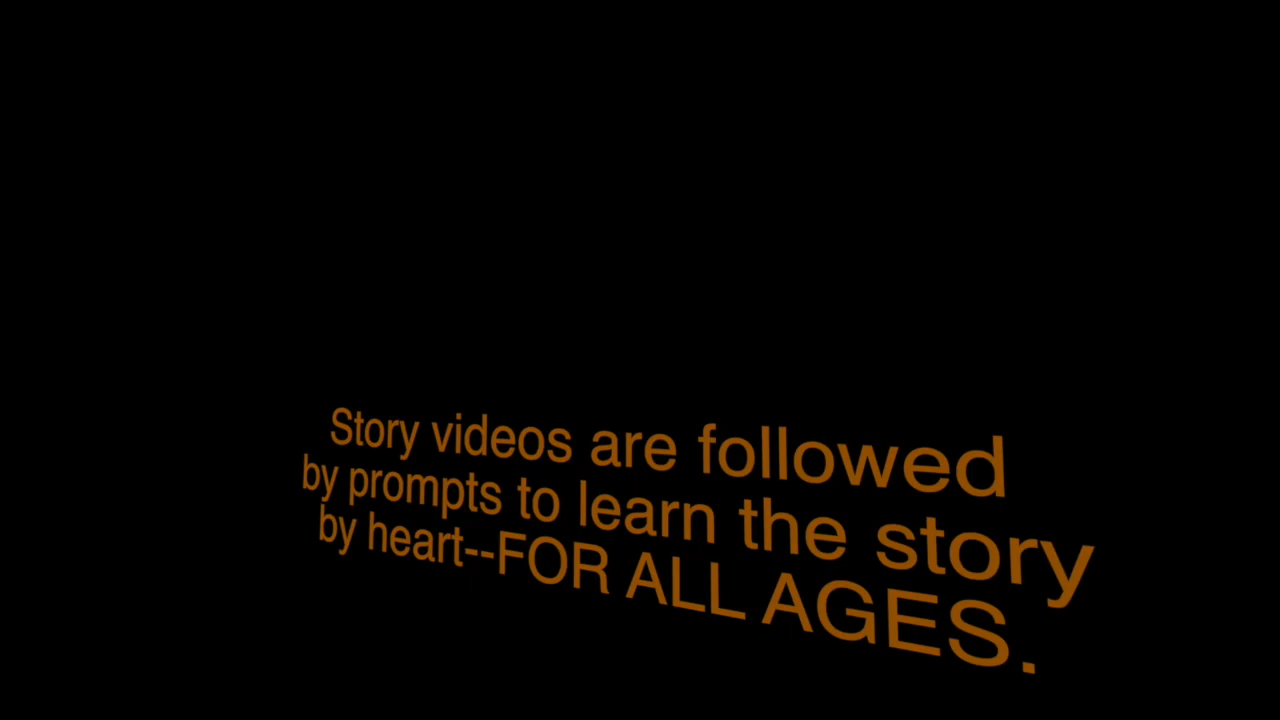 Story videos are followed
by prompts to learn the story
by heart--FOR ALL AGES.